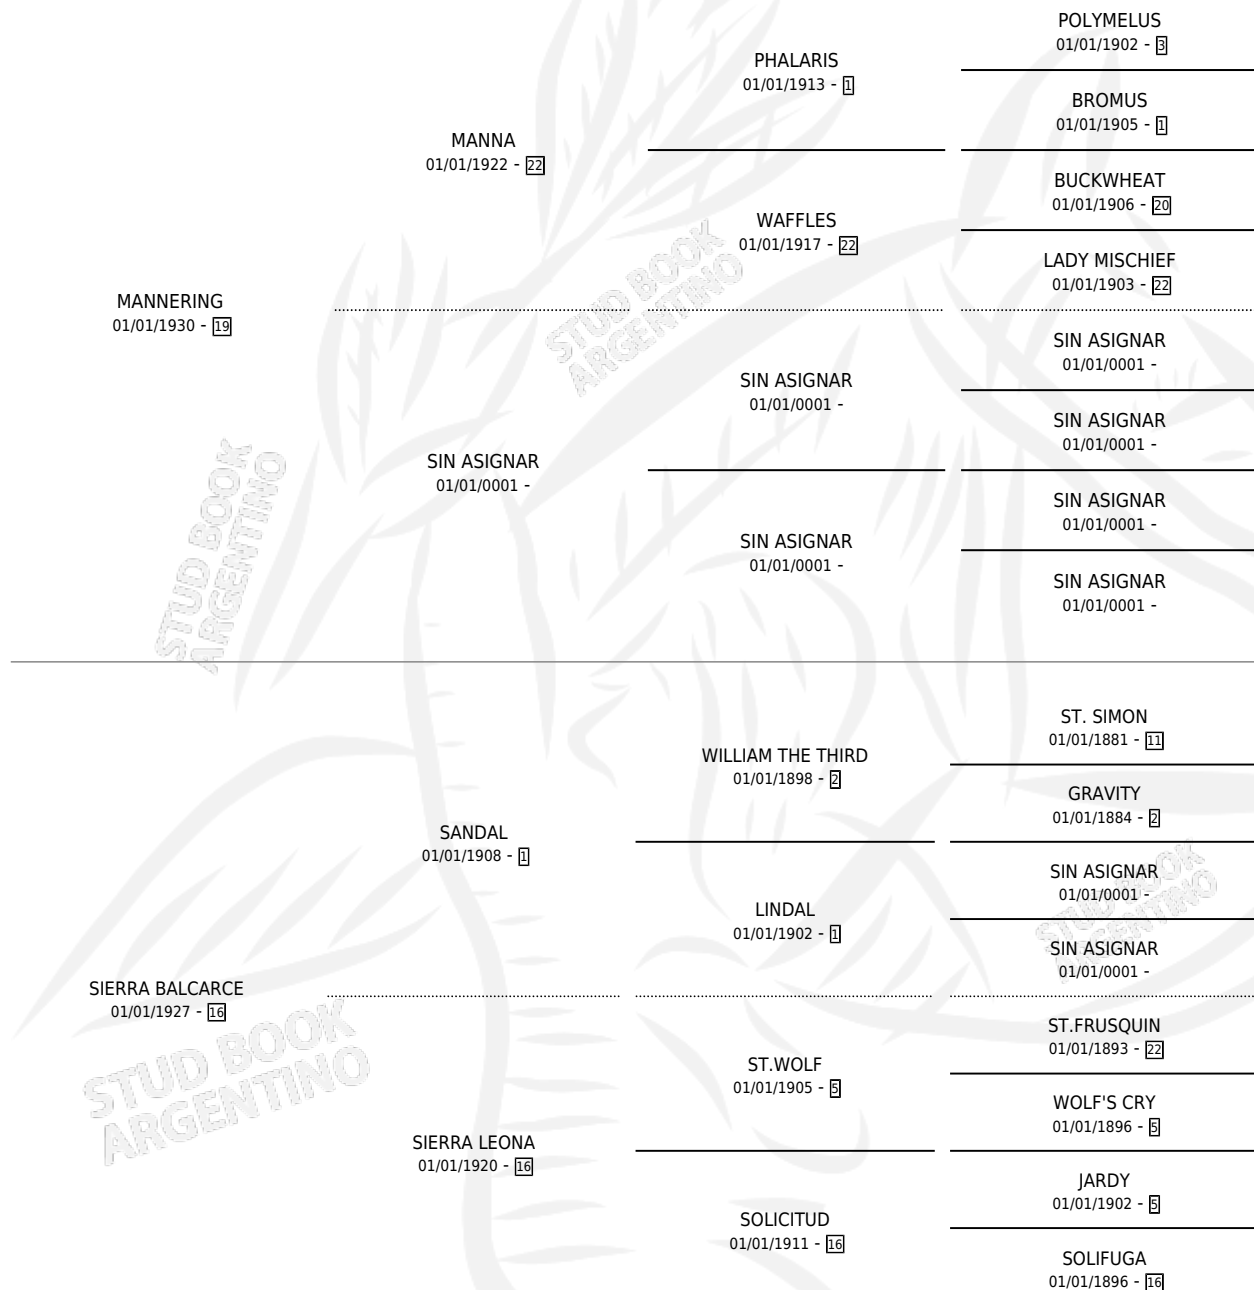 POLYMELUS
01/01/1902 - 3
PHALARIS
01/01/1913 - 1
BROMUS
01/01/1905 - 1
MANNA
01/01/1922 - 22
BUCKWHEAT
01/01/1906 - 20
WAFFLES
01/01/1917 - 22
LADY MISCHIEF
01/01/1903 - 22
MANNERING
01/01/1930 - 19
STUD BOOK
ARGENTINO
SIN ASIGNAR
01/01/0001 -
SIN ASIGNAR
01/01/0001 -
SIN ASIGNAR
01/01/0001 -
SIN ASIGNAR
01/01/0001 -
SIN ASIGNAR
01/01/0001 -
SIN ASIGNAR
01/01/0001 -
SIN ASIGNAR
01/01/0001 -
STUD BOOK
ARGENTINO
ST. SIMON
01/01/1881 - 11
WILLIAM THE THIRD
01/01/1898 - 2
GRAVITY
01/01/1884 - 2
SANDAL
01/01/1908 - 1
SIN ASIGNAR
01/01/0001 -
LINDAL
01/01/1902 - 1
SIN ASIGNAR
01/01/0001 -
STUD BOOK
ARGENTINO
SIERRA BALCARCE
01/01/1927 - 16
ST.FRUSQUIN
01/01/1893 - 22
ST.WOLF
01/01/1905 - 5
WOLF'S CRY
01/01/1896 - 5
STUD BOOK
ARGENTINO
SIERRA LEONA
01/01/1920 - 16
JARDY
01/01/1902 - 5
SOLICITUD
01/01/1911 - 16
SOLIFUGA
01/01/1896 - 16